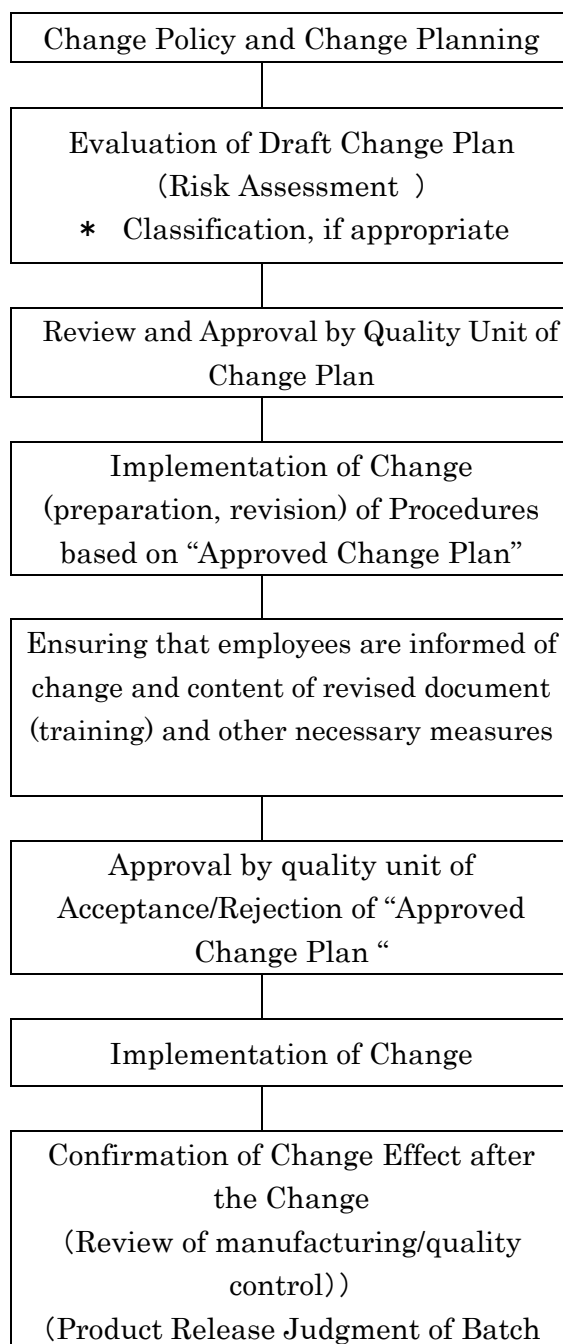 Change Policy and Change Planning
Evaluation of Draft Change Plan
(Risk Assessment )
* Classification, if appropriate
Review and Approval by Quality Unit of
Change Plan
Implementation of Change
(preparation, revision) of Procedures
based on “Approved Change Plan”
Ensuring that employees are informed of
change and content of revised document
(training) and other necessary measures
Approval by quality unit of
Acceptance/Rejection of “Approved
Change Plan “
Implementation of Change
Confirmation of Change Effect after
the Change
(Review of manufacturing/quality
control))
(Product Release Judgment of Batch